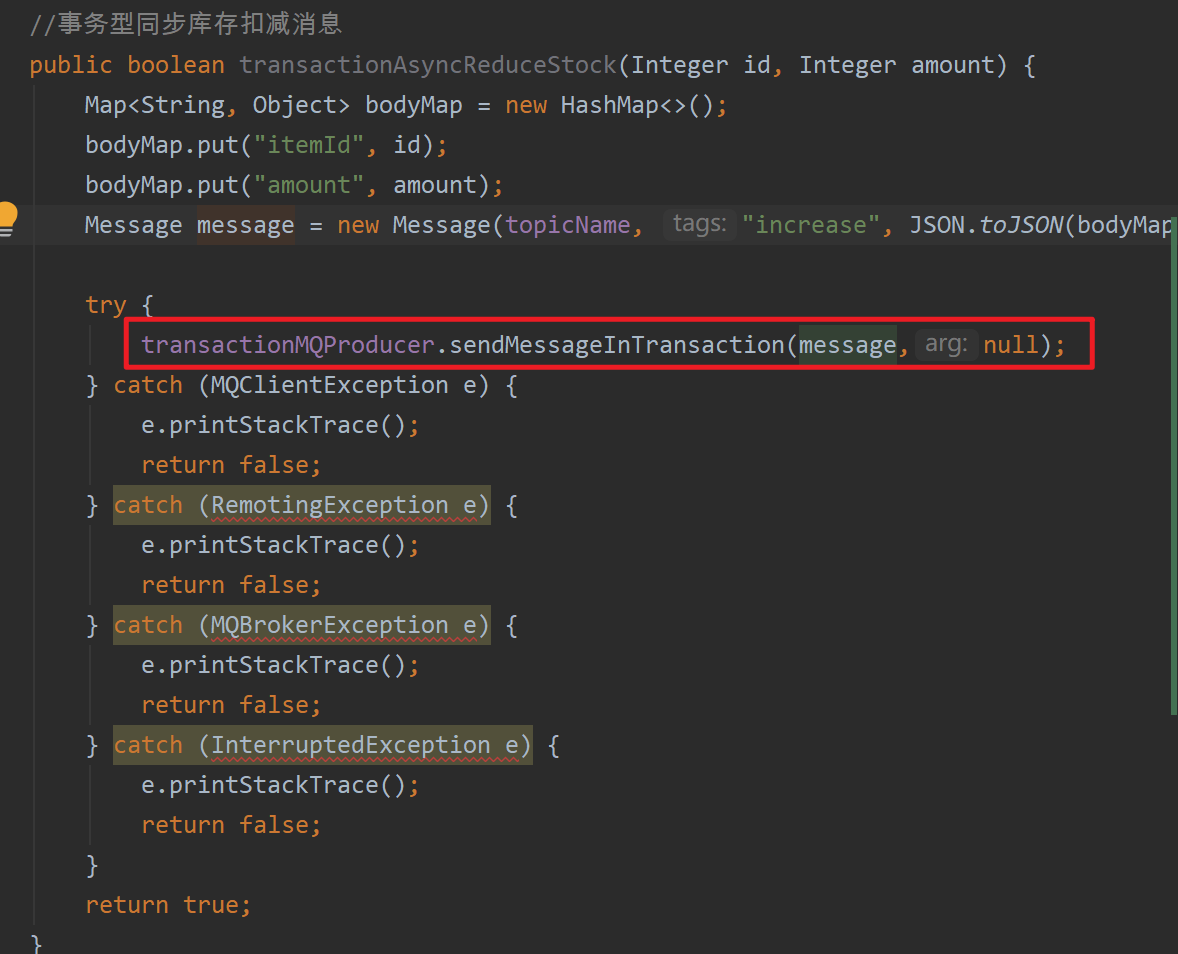 //事务型同步库存扣减消息
public boolean transactionAsyncReduceStock(Integer id, Integer amount) {
Map<String, Object> bodyMap = new HashMap<>();
bodyMap.put("itemId", id);
bodyMap.put("amount", amount);
Message message = new Message(topicName, tags: "increase", JSON.toJSON(bodyMap
try {
transactionMQProducer.sendMessageInTransaction(message, arg: null);
} catch (MQClientException e) {
e.printStackTrace();
return false;
} catch (RemotingException e) {
e.printStackTrace();
return false;
} catch (MQBrokerException e) {
e.printStackTrace();
return false;
} catch (InterruptedException e) {
e.printStackTrace();
return false;
}
return true;
}